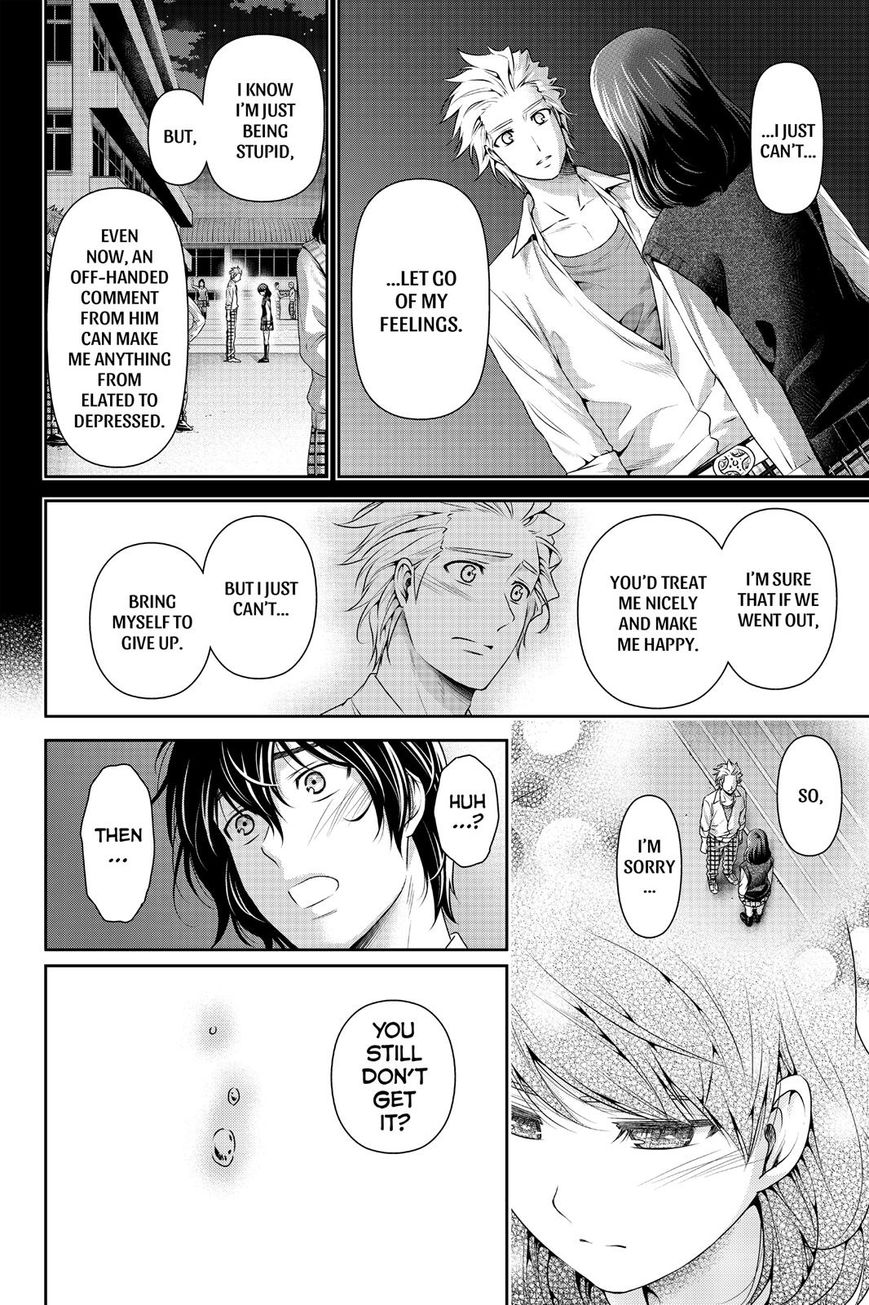 ...I JUST
CAN'T...
...LET GO
OF MY
FEELINGS.
I KNOW
I'M JUST
BEING
STUPID,
BUT,
EVEN
NOW, AN
OFF-HANDED
COMMENT
FROM HIM
CAN MAKE
ME ANYTHING
FROM
ELATED TO
DEPRESSED.
I'M SURE
THAT IF WE
WENT OUT,
YOU'D TREAT
ME NICELY
AND MAKE
ME HAPPY.
BUT I JUST
CAN'T...
BRING
MYSELF TO
GIVE UP.
SO,
I'M
SORRY
...
HUH
...?
THEN
...
YOU
STILL
DON'T
GET
IT?